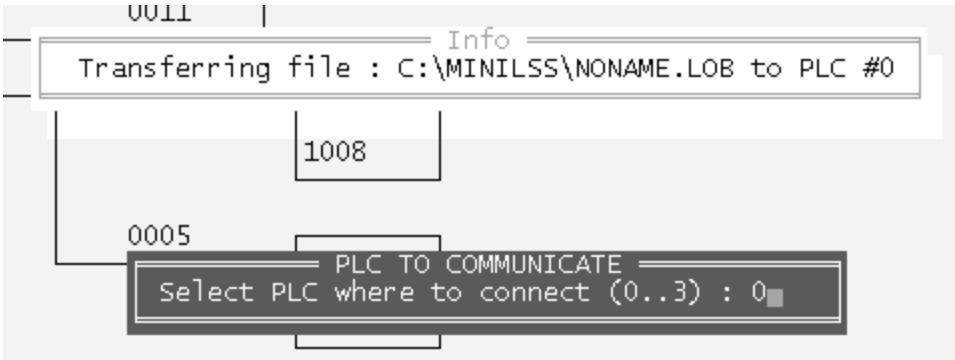 0011
Info
Transferring file : C:\MINILSS\NONAME.LOB to PLC #0
1008
0005
PLC TO COMMUNICATE
Select PLC where to connect (0..3) : 0